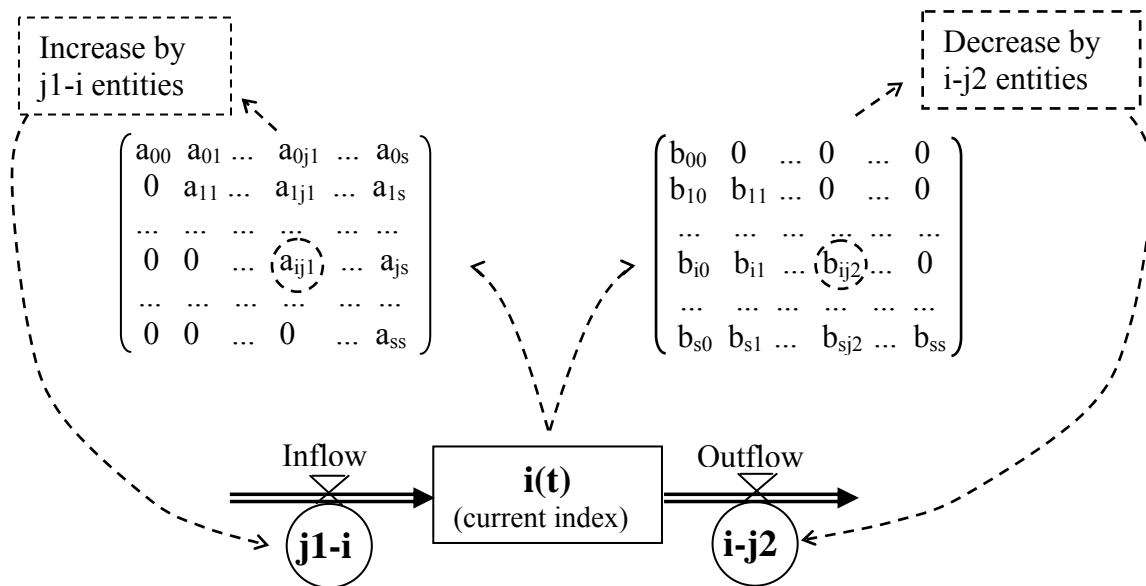 Increase by
j1-i entities
Decrease by
i-j2 entities
a00 a01 ... a0j1 ... a0s
0 a11 ... a1j1 ... a1s
... ... ... ... ... ...
0 0 ... aij1 ... ajs
... ... ... ... ... ...
0 0 ... 0 ... ass
b00 0 ... 0 ... 0
b10 b11 ... 0 ... 0
... ... ... ... ... ...
bi0 bi1 ... bij2 ... 0
... ... ... ... ... ...
bs0 bs1 ... bsj2 ... bss
Inflow
j1-i
i(t)
(current index)
Outflow
i-j2